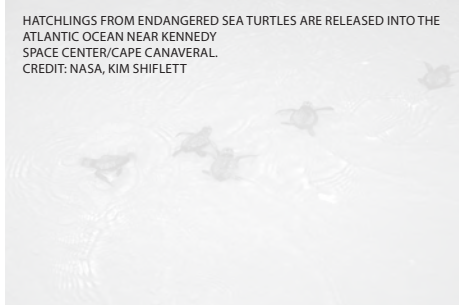 HATCHLINGS FROM ENDANGERED SEA TURTLES ARE RELEASED INTO THE
ATLANTIC OCEAN NEAR KENNEDY
SPACE CENTER/CAPE CANAVERAL.
CREDIT: NASA, KIM SHIFLETT